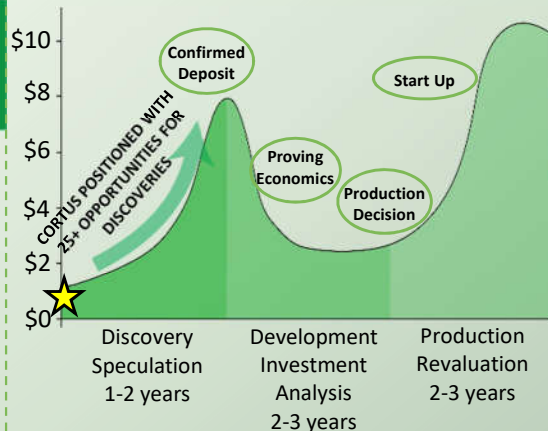 $10
$8
$6
$4
$2
$0
CORTUS POSITIONED WITH
25+ OPPORTUNITIES FOR
DISCOVERIES
Confirmed
Deposit
Proving
Economics
Production
Decision
Start Up
Discovery
Speculation
1-2 years
Development
Investment
Analysis
2-3 years
Production
Revaluation
2-3 years